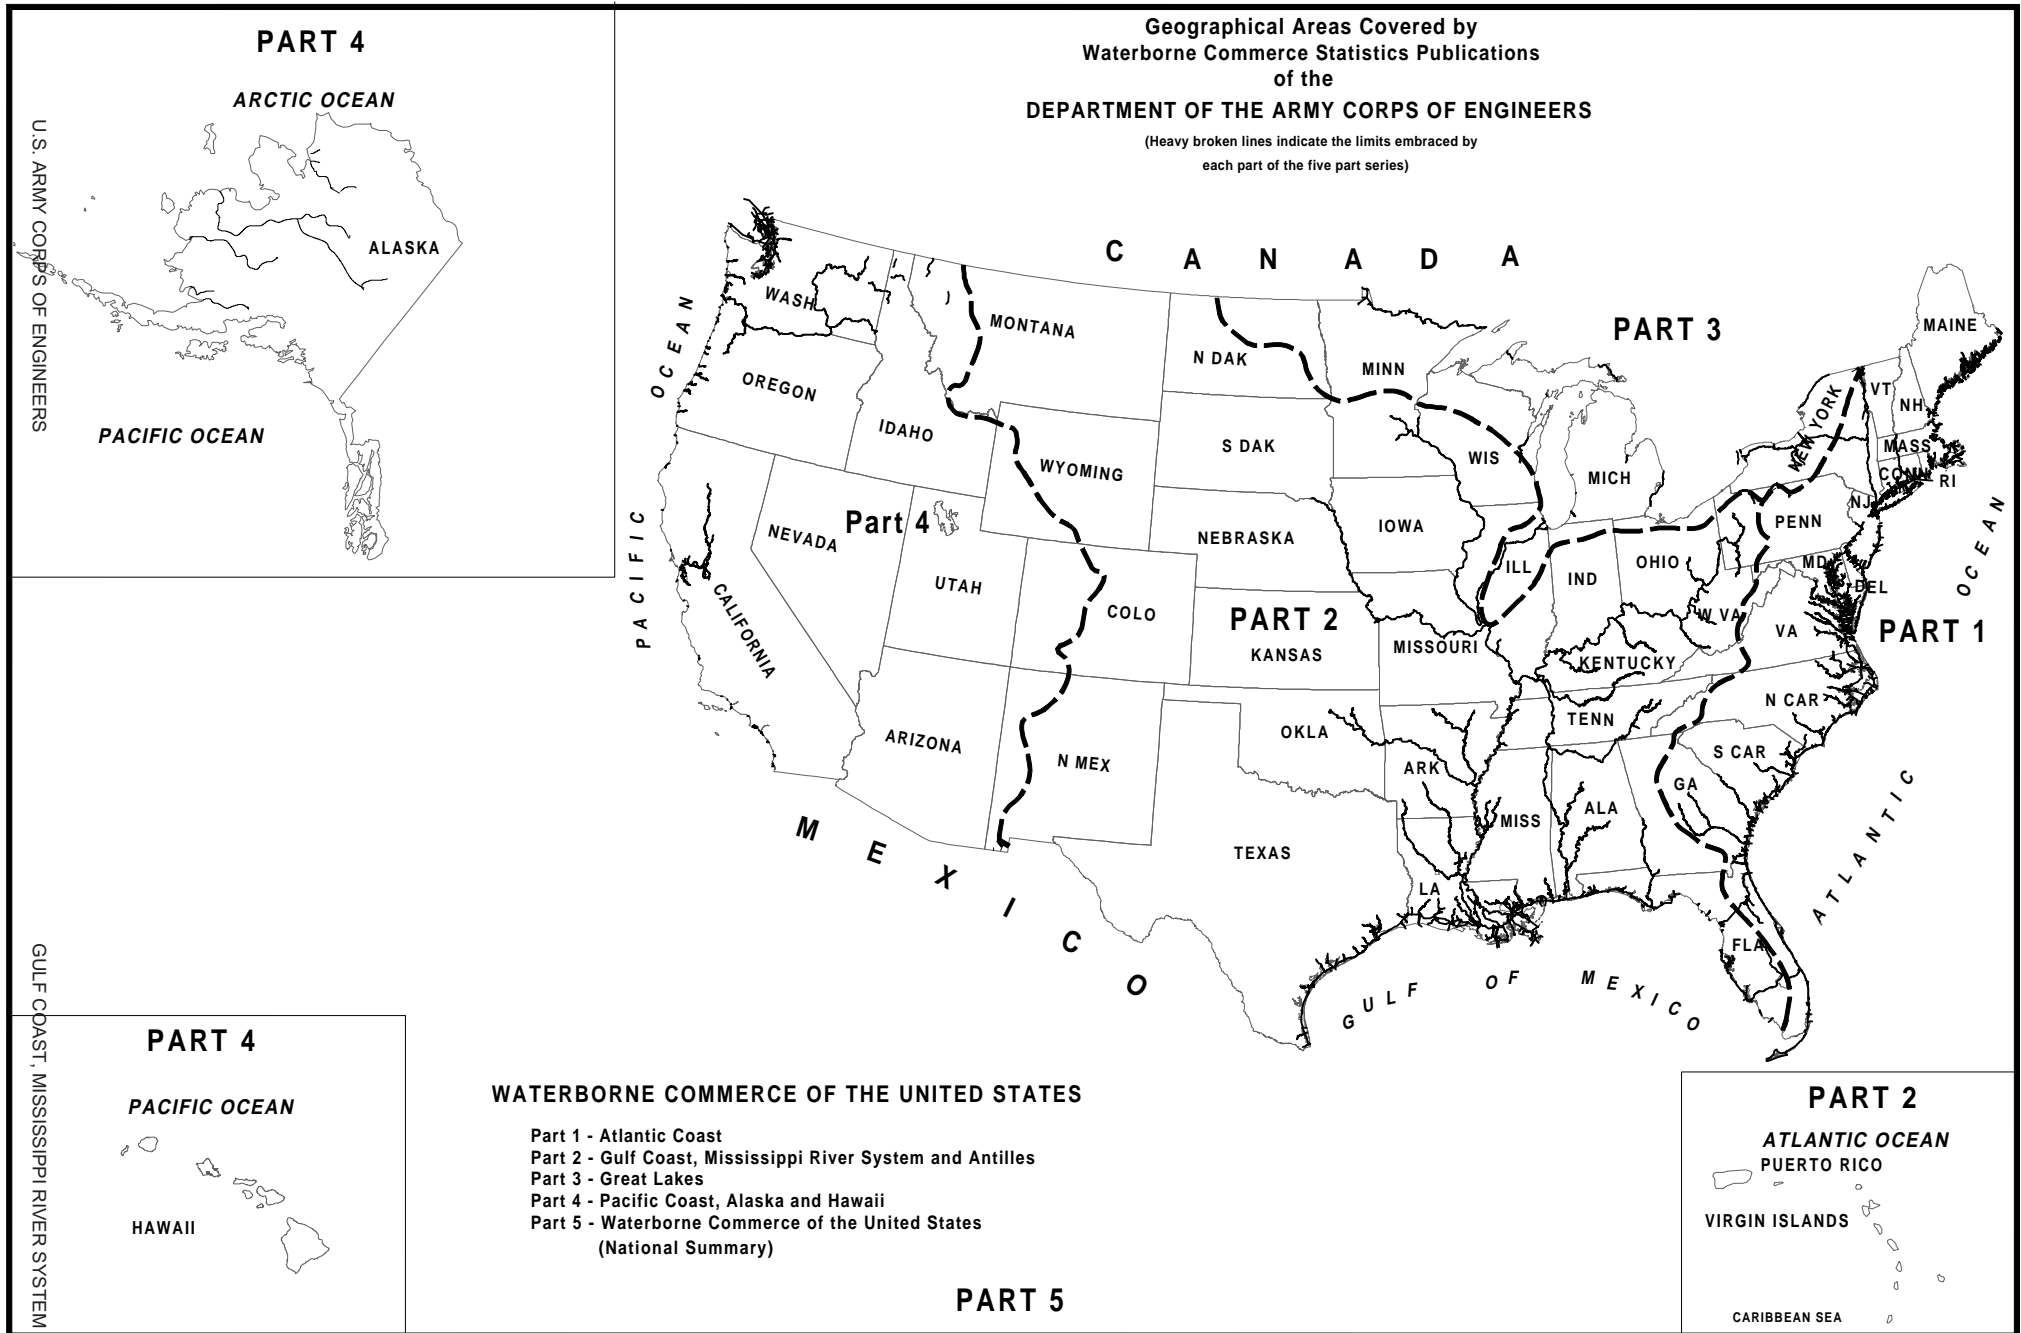 PART 4
ARCTIC OCEAN
ALASKA
PACIFIC OCEAN
U.S. ARMY CORPS OF ENGINEERS
Geographical Areas Covered by
Waterborne Commerce Statistics Publications
of the
DEPARTMENT OF THE ARMY CORPS OF ENGINEERS
(Heavy broken lines indicate the limits embraced by
each part of the five part series)
CANADA
PART 3
PACIFIC OCEAN
WASH
MONTANA
N DAK
MINN
MAINE
OREGON
IDAHO
WYOMING
S DAK
WIS
MICH
NEW YORK
VT
NH
MASS
CONN
RI
Part 4
NEVADA
UTAH
COLO
NEBRASKA
IOWA
ILL
IND
OHIO
PENN
NJ
MD
DEL
CALIFORNIA
PART 2
KANSAS
MISSOURI
KENTUCKY
W VA
VA
PART 1
ARIZONA
N MEX
OKLA
ARK
TENN
N CAR
S CAR
TEXAS
LA
MISS
ALA
GA
FLA
ATLANTIC OCEAN
MEXICO
GULF OF MEXICO
GULF COAST, MISSISSIPPI RIVER SYSTEM
PART 4
PACIFIC OCEAN
HAWAII
WATERBORNE COMMERCE OF THE UNITED STATES
Part 1 - Atlantic Coast
Part 2 - Gulf Coast, Mississippi River System and Antilles
Part 3 - Great Lakes
Part 4 - Pacific Coast, Alaska and Hawaii
Part 5 - Waterborne Commerce of the United States
(National Summary)
PART 5
PART 2
ATLANTIC OCEAN
PUERTO RICO
VIRGIN ISLANDS
CARIBBEAN SEA